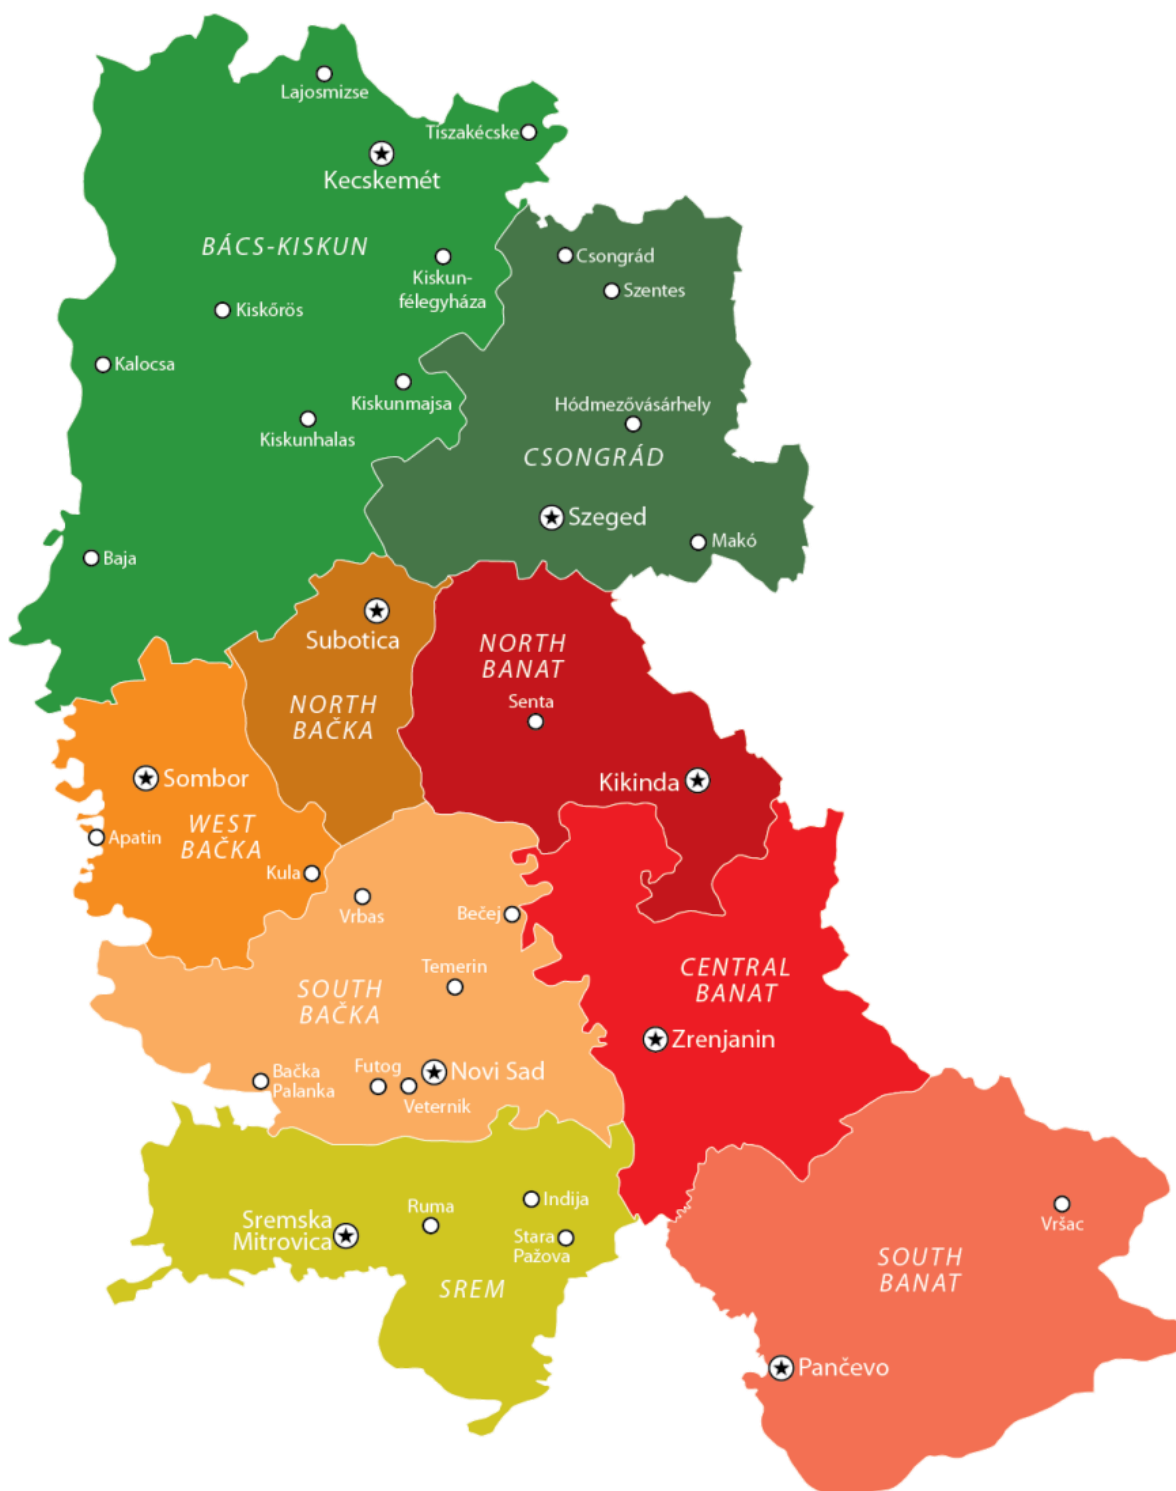 Lajosmizse
Tiszakécske
Kecskemét
BÁCS-KISKUN
Csongrád
Kiskun-
félegyháza
Szentes
Kiskőrös
Kalocsa
Kiskunmajsa
Hódmezővásárhely
Kiskunhalas
CSONGRÁD
Szeged
Makó
Baja
Subotica
NORTH
BANAT
Senta
NORTH
BAČKA
Sombor
Kikinda
WEST
BAČKA
Apatin
Kula
Vrbas
Bečej
Temerin
CENTRAL
BANAT
SOUTH
BAČKA
Zrenjanin
Bačka
Palanka
Futog
Novi Sad
Veternik
Indija
Ruma
Sremska
Mitrovica
Stara
Pažova
Vršac
SREM
SOUTH
BANAT
Pančevo